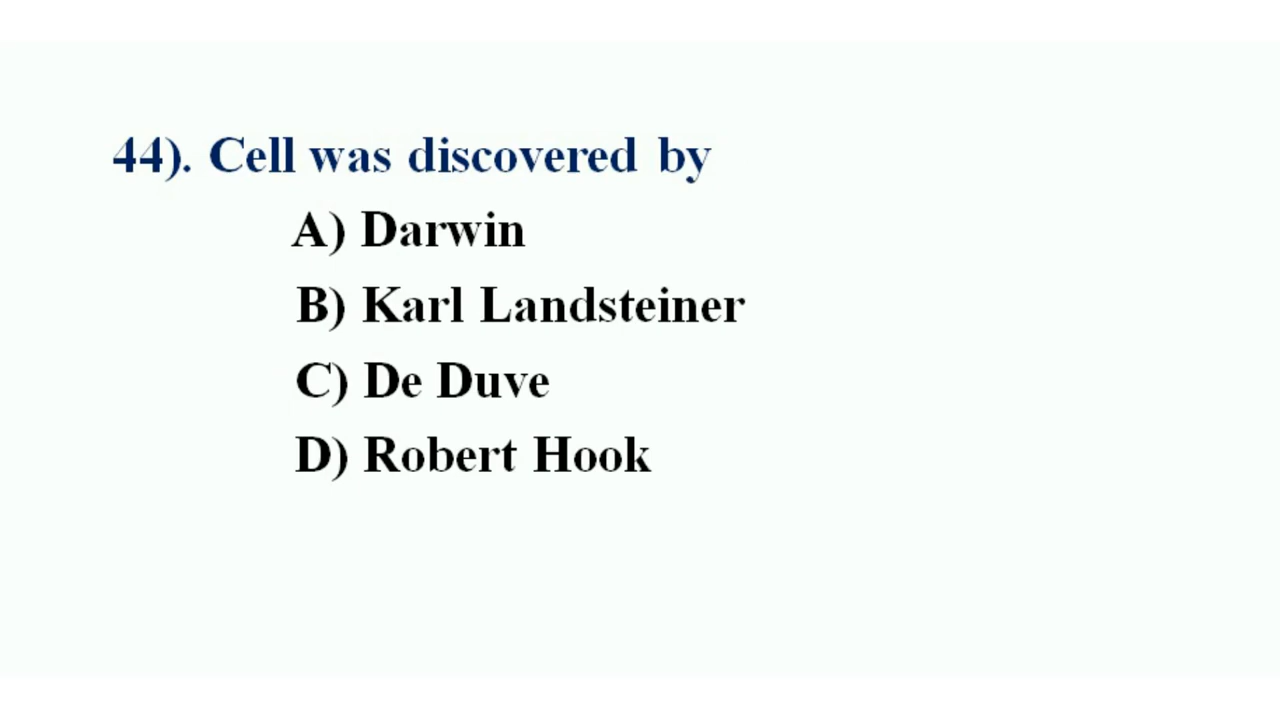 44). Cell was discovered by
A) Darwin
B) Karl Landsteiner
C) De Duve
D) Robert Hook